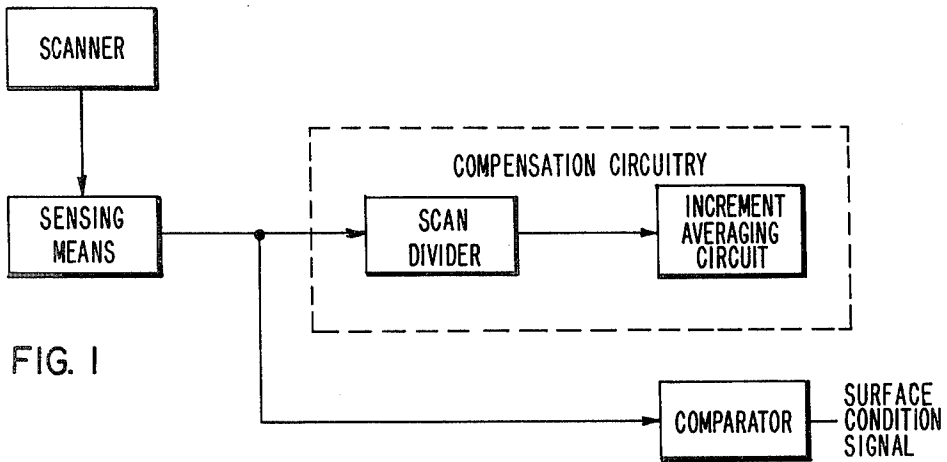 SCANNER
SENSING
MEANS
COMPENSATION CIRCUITRY
SCAN
DIVIDER
INCREMENT
AVERAGING
CIRCUIT
FIG. 1
COMPARATOR
SURFACE
CONDITION
SIGNAL